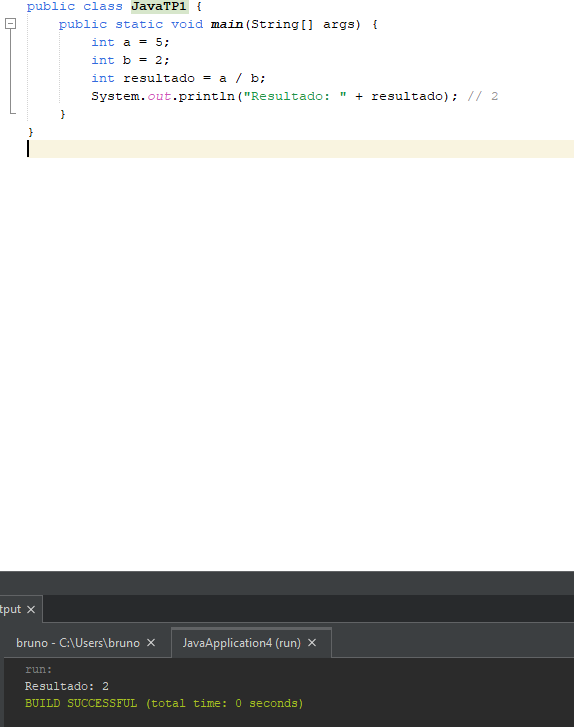 public class JavaTP1 {
public static void main(String[] args) {
int a = 5;
int b = 2;
int resultado = a / b;
System.out.println("Resultado: " + resultado); // 2
}
}
tput ×
bruno - C:\Users\bruno × JavaApplication4 (run) ×
run:
Resultado: 2
BUILD SUCCESSFUL (total time: 0 seconds)